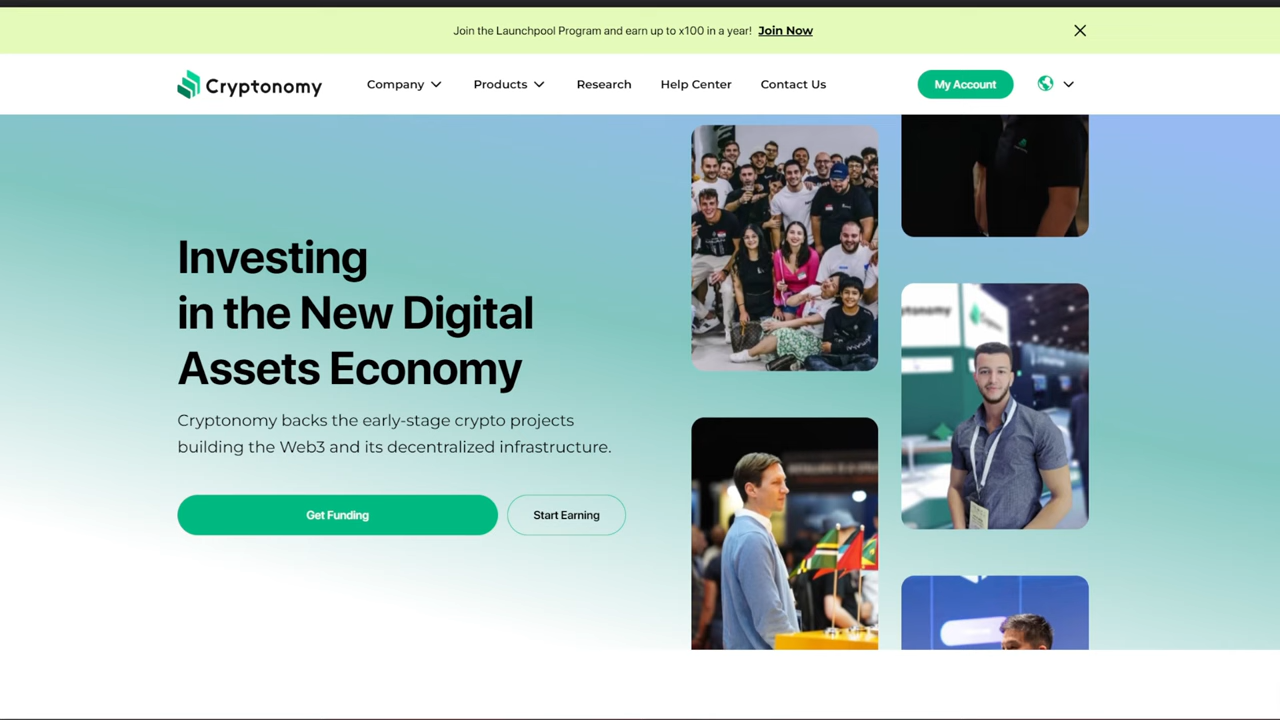 Join the Launchpool Program and earn up to x100 in a year! Join Now
Cryptonomy
Company
Products
Research
Help Center
Contact Us
My Account
Investing
in the New Digital
Assets Economy
Cryptonomy backs the early-stage crypto projects
building the Web3 and its decentralized infrastructure.
Get Funding
Start Earning